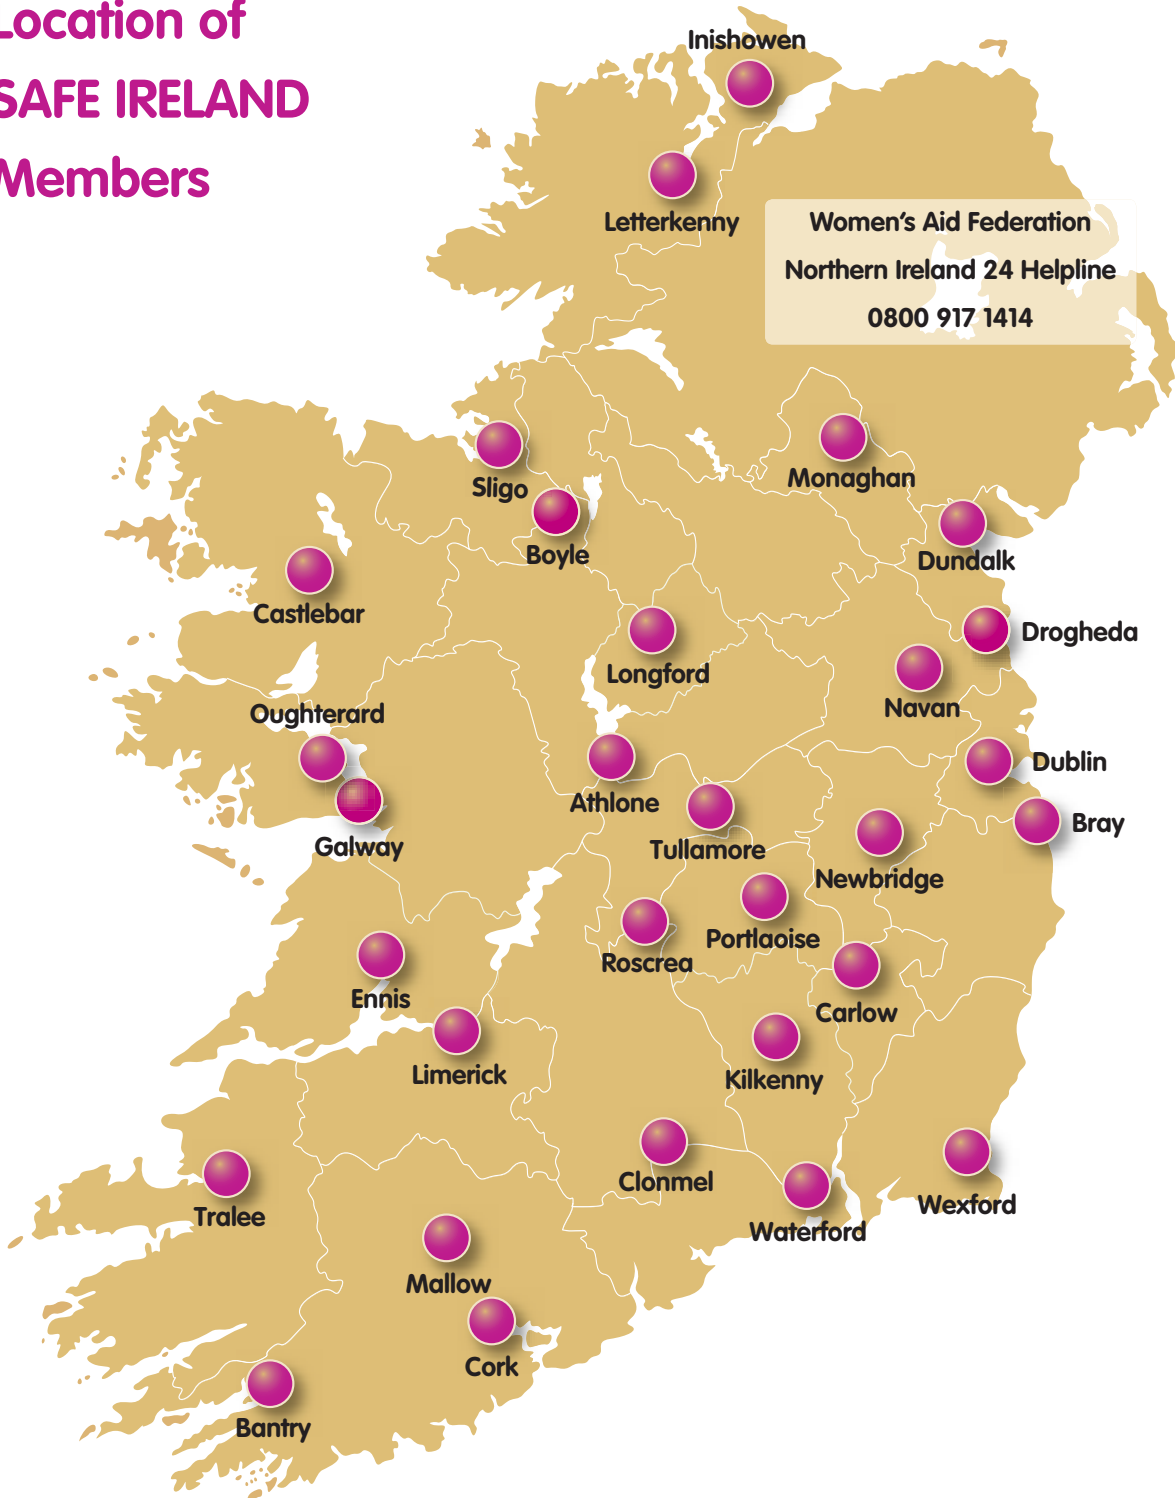 Location of
SAFE IRELAND
Members
Inishowen
Letterkenny
Women's Aid Federation
Northern Ireland 24 Helpline
0800 917 1414
Sligo
Monaghan
Boyle
Dundalk
Castlebar
Drogheda
Longford
Navan
Oughterard
Dublin
Athlone
Bray
Galway
Tullamore
Newbridge
Portlaoise
Roscrea
Ennis
Carlow
Limerick
Kilkenny
Clonmel
Wexford
Tralee
Waterford
Mallow
Cork
Bantry